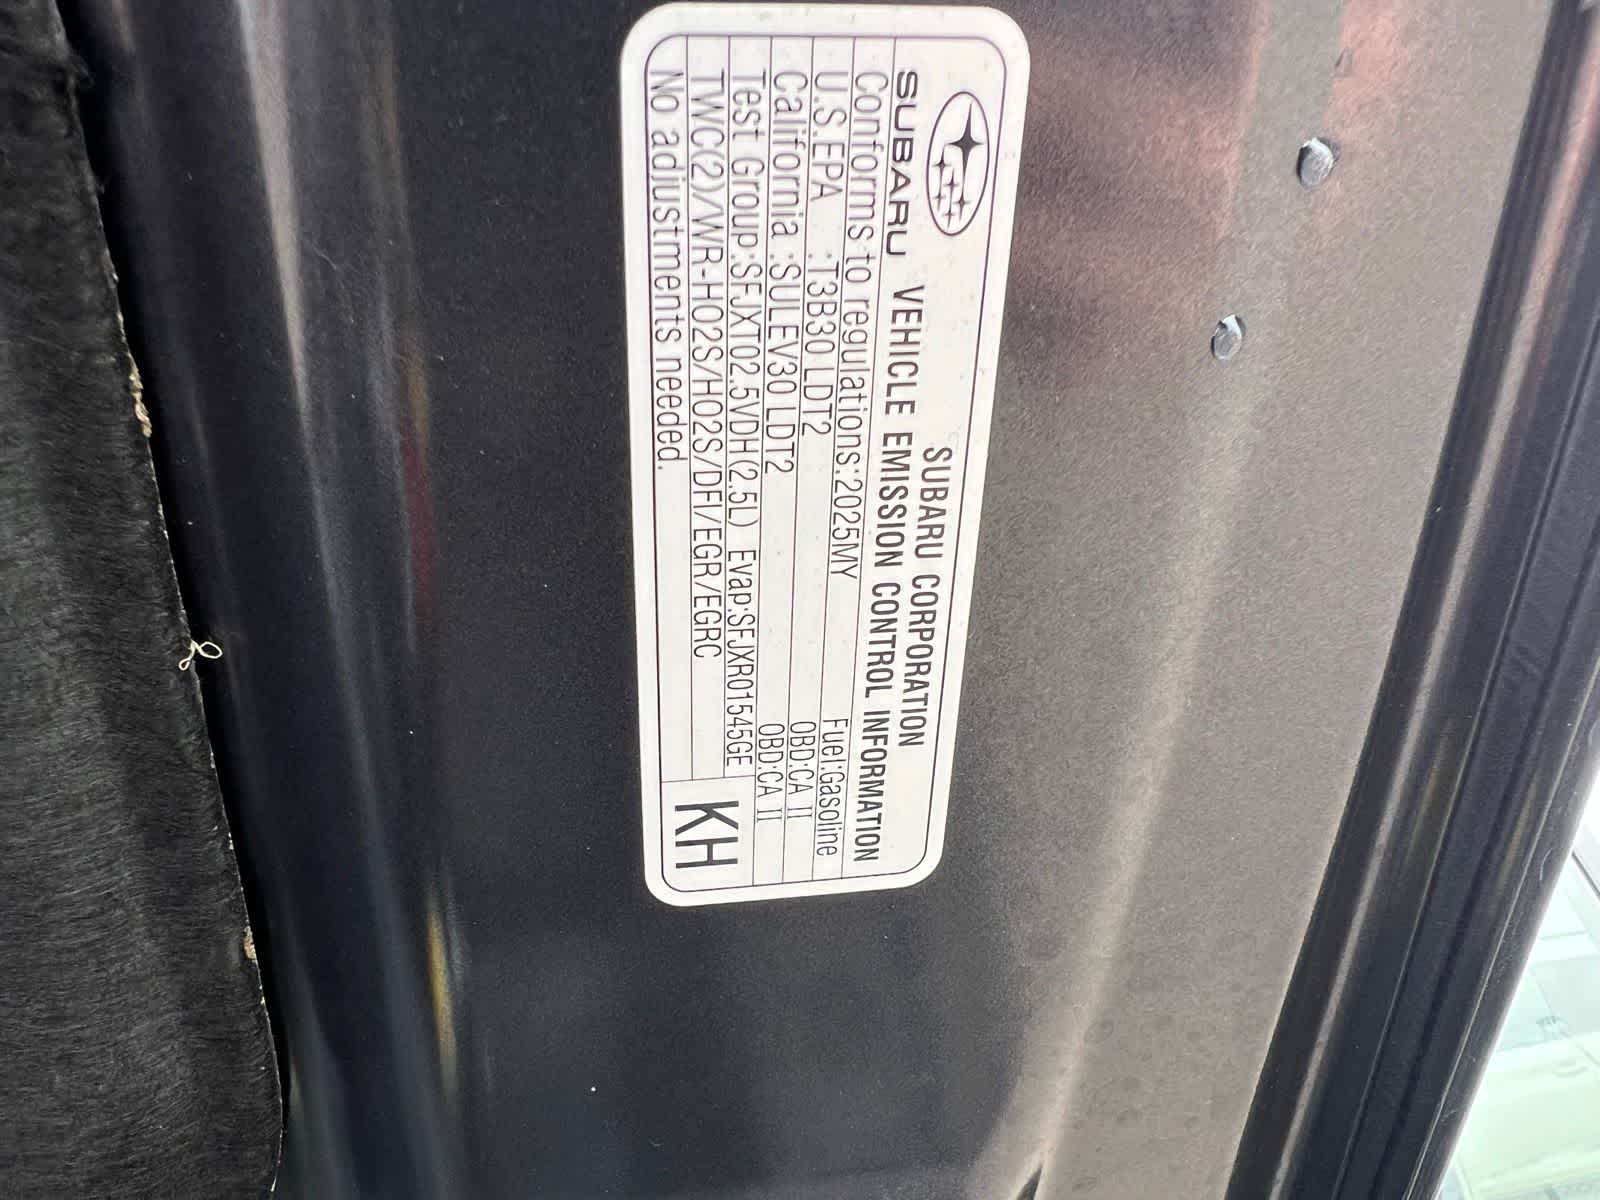 SUBARU CORPORATION
SUBARU VEHICLE EMISSION CONTROL INFORMATION
Conforms to regulations:2025MY Fuel:Gasoline
U.S.EPA :T3B30 LDT2 OBD:CA II
California :SULEV30 LDT2 OBD:CA II
Test Group:SFJXT02.5VDH(2.5L) Evap:SFJXR01545GE
TWC(2)/WR-HO2S/HO2S/DFI/EGR/EGRC
No adjustments needed.
KH